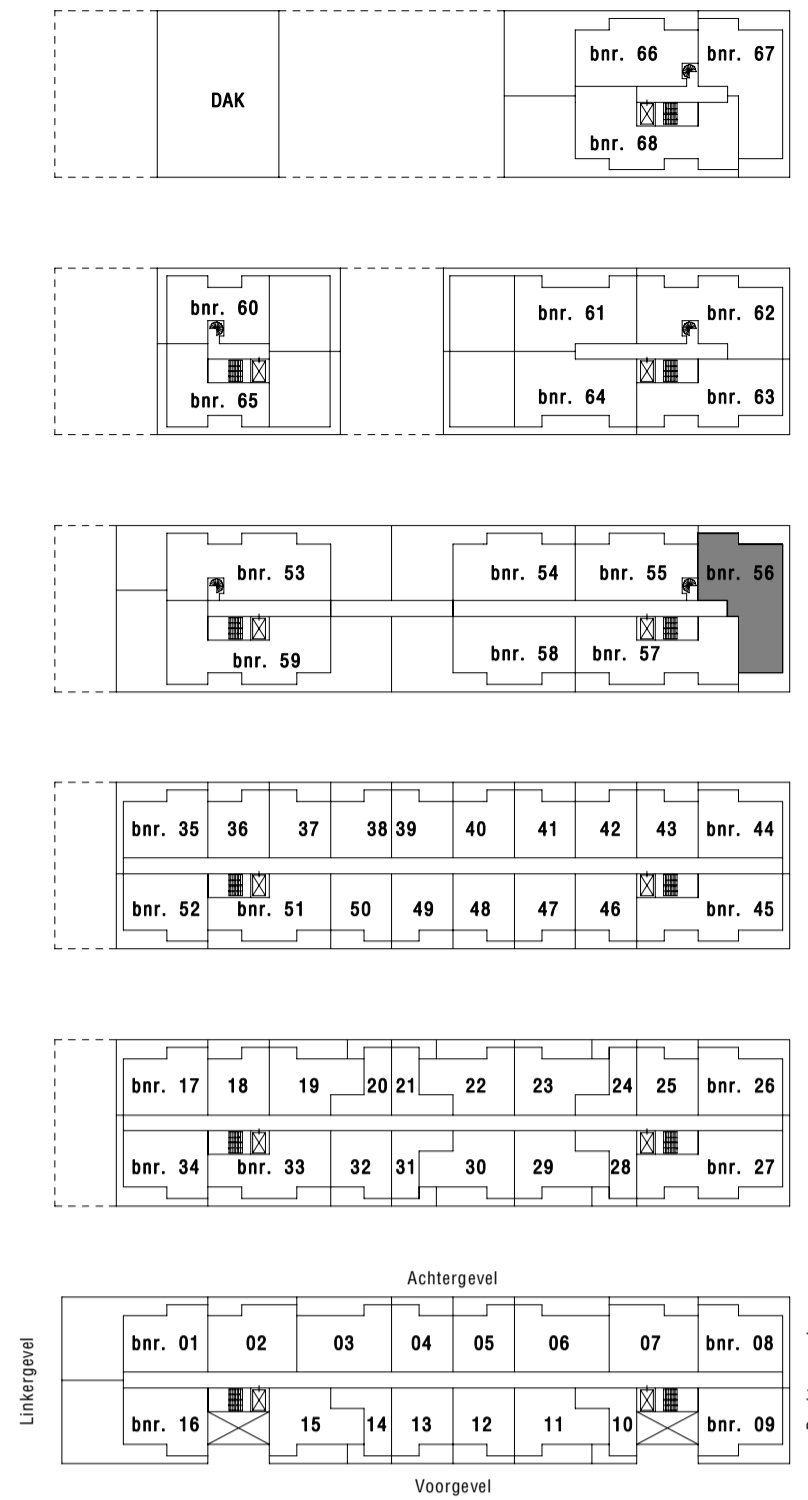 bnr. 66 bnr. 67
DAK
bnr. 68
bnr. 60 bnr. 61 bnr. 62
bnr. 65 bnr. 64 bnr. 63
bnr. 53 bnr. 54 bnr. 55 bnr. 56
bnr. 59 bnr. 58 bnr. 57
bnr. 35 36 37 38 39 40 41 42 43 bnr. 44
bnr. 52 bnr. 51 50 49 48 47 46 bnr. 45
bnr. 17 18 19 20 21 22 23 24 25 bnr. 26
bnr. 34 bnr. 33 32 31 30 29 28 bnr. 27
Achtergevel
bnr. 01 02 03 04 05 06 07 bnr. 08
Linkergevel
bnr. 16 15 14 13 12 11 10 bnr. 09
Voorgevel